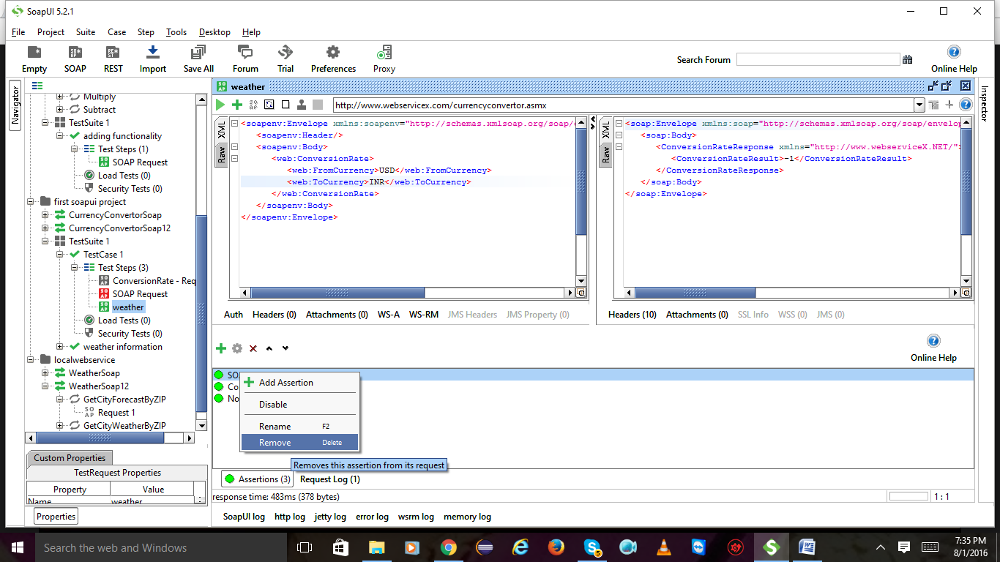 SoapUI 5.2.1
File Project Suite Case Step Tools Desktop Help
Empty SOAP REST Import Save All Forum Trial Preferences Proxy
Search Forum
Online Help
Navigator
Multiply
Subtract
TestSuite 1
adding functionality
Test Steps (1)
SOAP Request
Load Tests (0)
Security Tests (0)
first soapui project
CurrencyConvertorSoap
CurrencyConvertorSoap12
TestSuite 1
TestCase 1
Test Steps (3)
ConversionRate - Req
SOAP Request
weather
Load Tests (0)
Security Tests (0)
weather information
localwebservice
WeatherSoap
WeatherSoap12
GetCityForecastByZIP
Request 1
GetCityWeatherByZIP
Custom Properties
TestRequest Properties
Property Value
Name weather
Properties
weather
http://www.webservicex.com/currencyconvertor.asmx
XML
Raw
<soapenv:Envelope xmlns:soapenv="http://schemas.xmlsoap.org/soap/e
<soapenv:Header/>
<soapenv:Body>
<web:ConversionRate>
<web:FromCurrency>USD</web:FromCurrency>
<web:ToCurrency>INR</web:ToCurrency>
</web:ConversionRate>
</soapenv:Body>
</soapenv:Envelope>
XML
Raw
<soap:Envelope xmlns:soap="http://schemas.xmlsoap.org/soap/envelop
<soap:Body>
<ConversionRateResponse xmlns="http://www.webserviceX.NET/">
<ConversionRateResult>-1</ConversionRateResult>
</ConversionRateResponse>
</soap:Body>
</soap:Envelope>
Inspector
Auth Headers (0) Attachments (0) WS-A WS-RM JMS Headers JMS Property (0)
Headers (10) Attachments (0) SSL Info WSS (0) JMS (0)
Online Help
SO
Co
No
Add Assertion
Disable
Rename F2
Remove Delete
Removes this assertion from its request
Assertions (3) Request Log (1)
response time: 483ms (378 bytes)
1 : 1
SoapUI log http log jetty log error log wsrm log memory log
Search the web and Windows
5
7:35 PM
8/1/2016